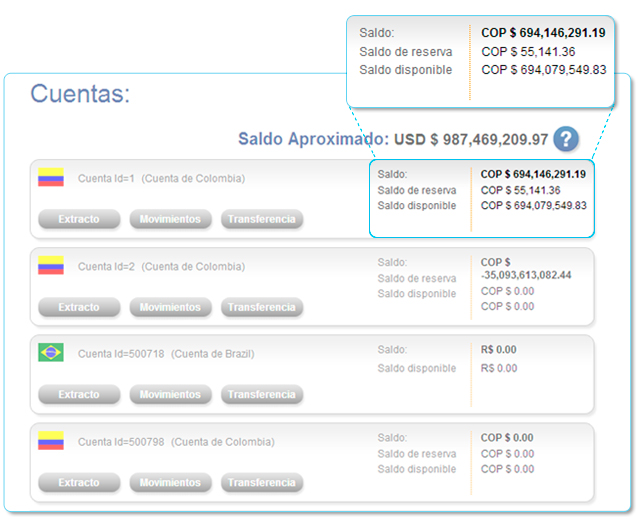 Saldo: COP $ 694,146,291.19
Saldo de reserva COP $ 55,141.36
Saldo disponible COP $ 694,079,549.83
Cuentas:
Saldo Aproximado: USD $ 987,469,209.97 ?
Cuenta Id=1 (Cuenta de Colombia)
Saldo: COP $ 694,146,291.19
Saldo de reserva COP $ 55,141.36
Saldo disponible COP $ 694,079,549.83
Extracto Movimientos Transferencia
Cuenta Id=2 (Cuenta de Colombia)
Saldo: COP $
-35,093,613,082.44
Saldo de reserva COP $ 0.00
Saldo disponible COP $ 0.00
Extracto Movimientos Transferencia
Cuenta Id=500718 (Cuenta de Brazil)
Saldo: R$ 0.00
Saldo disponible R$ 0.00
Extracto Movimientos Transferencia
Cuenta Id=500798 (Cuenta de Colombia)
Saldo: COP $ 0.00
Saldo de reserva COP $ 0.00
Saldo disponible COP $ 0.00
Extracto Movimientos Transferencia